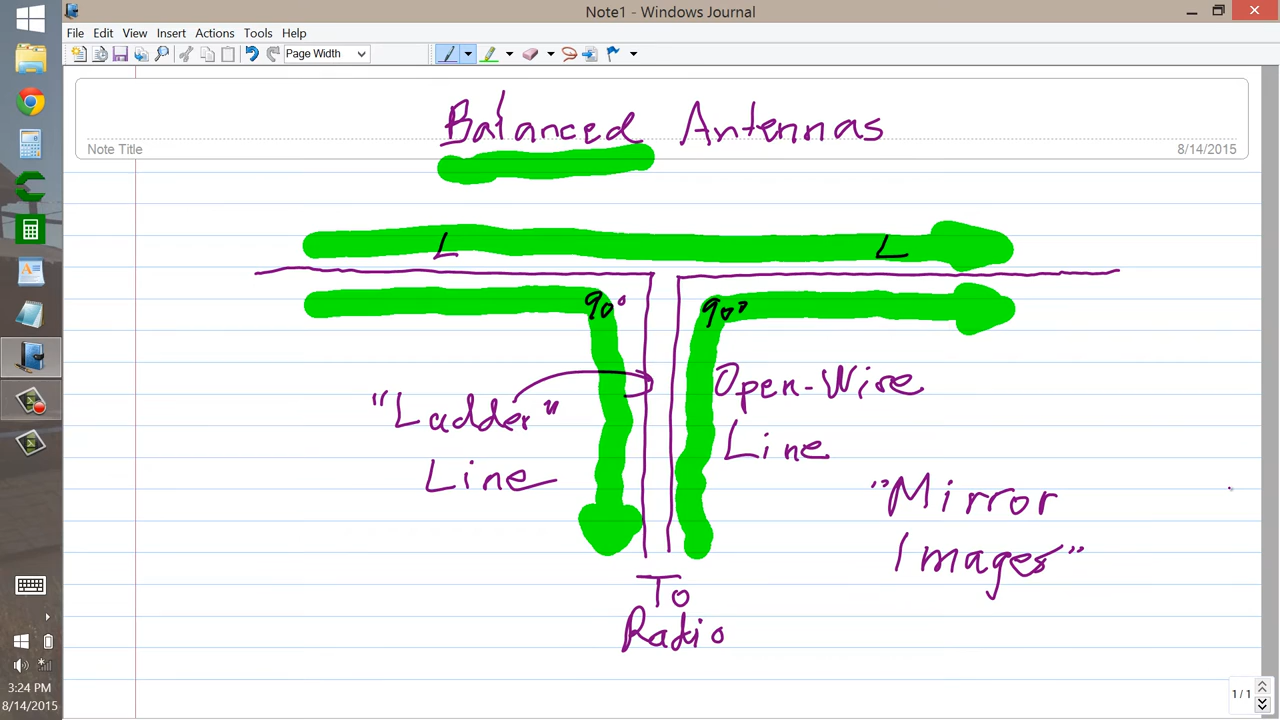 Note1 - Windows Journal
File Edit View Insert Actions Tools Help
Page Width
Balanced Antennas
Note Title
8/14/2015
L L
90° 90°
"Ladder"
Line
Open-Wire
Line
"Mirror
Images"
To
Radio
1/1
3:24 PM
8/14/2015